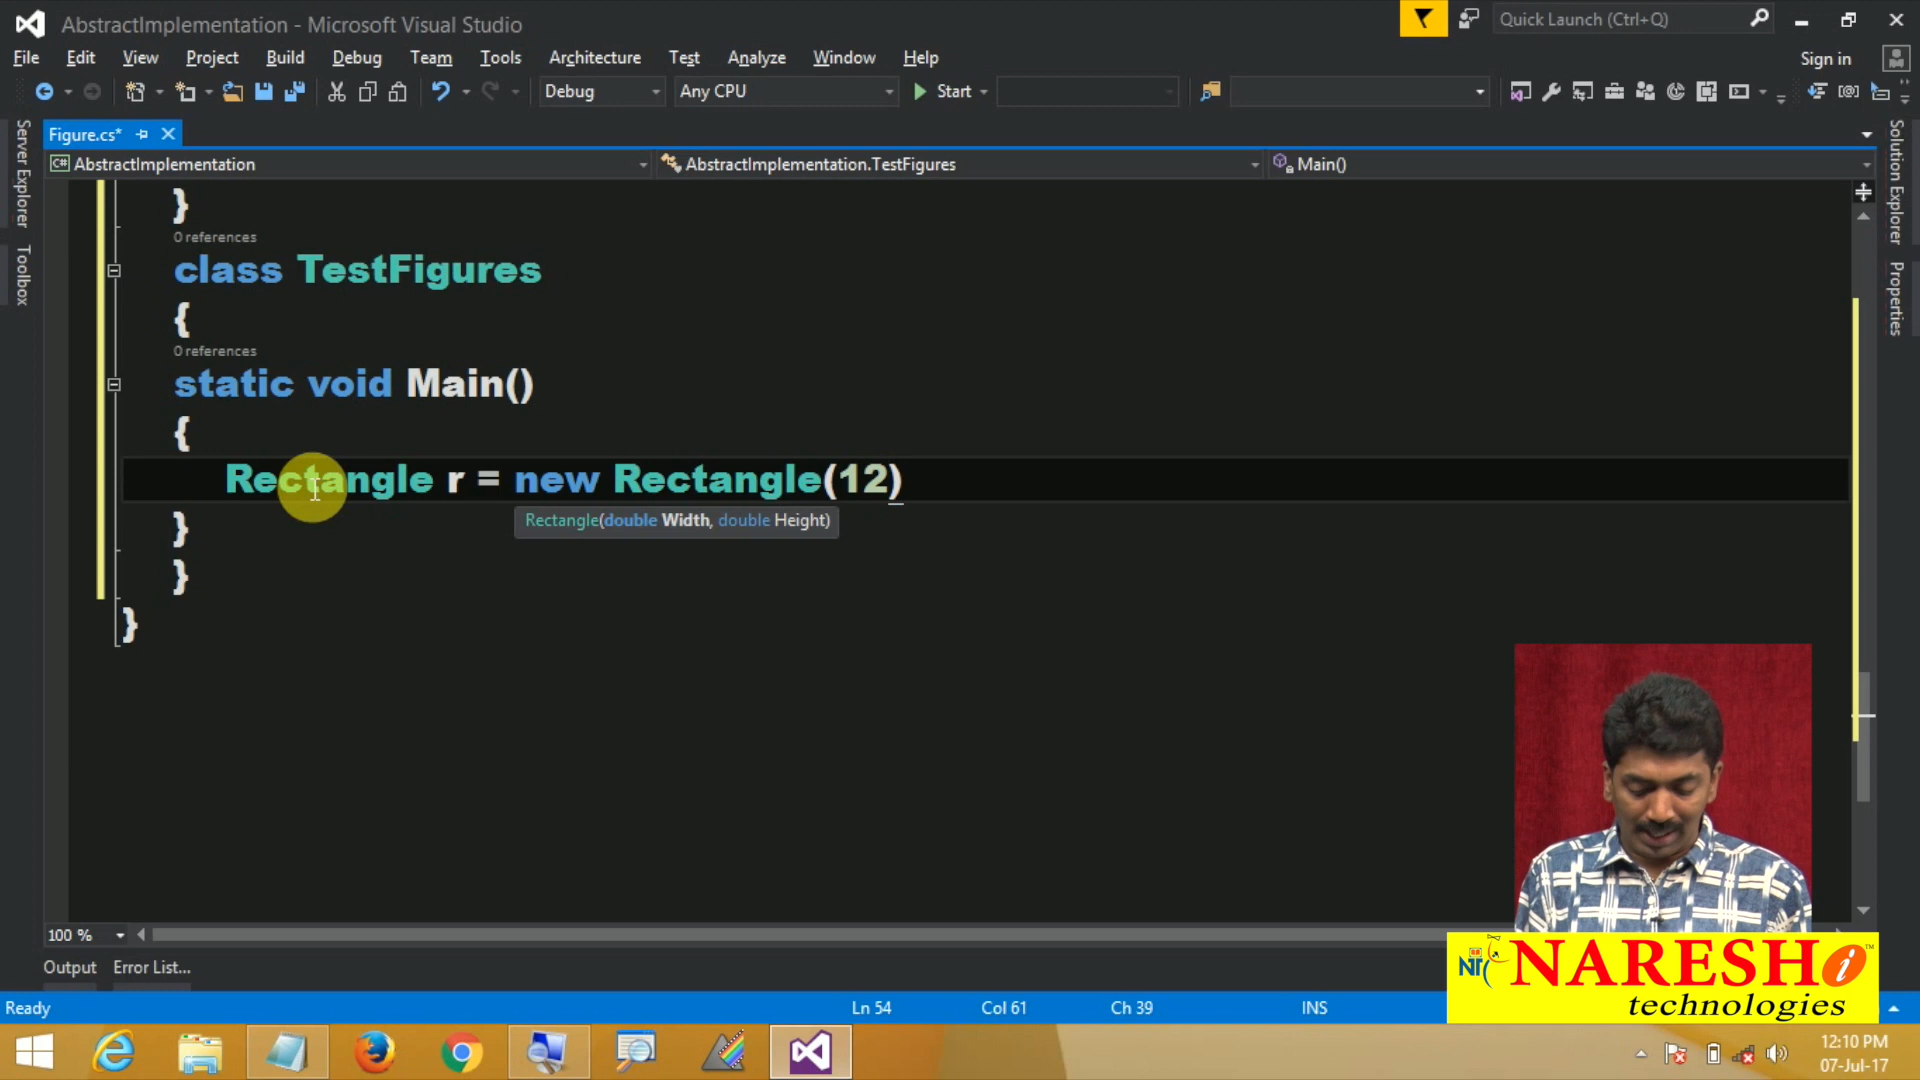 AbstractImplementation - Microsoft Visual Studio
Quick Launch (Ctrl+Q)
File Edit View Project Build Debug Team Tools Architecture Test Analyze Window Help
Sign in
Debug Any CPU Start
Figure.cs*
AbstractImplementation AbstractImplementation.TestFigures Main()
Server Explorer
Toolbox
Solution Explorer
Properties
}
0 references
class TestFigures
{
0 references
static void Main()
{
Rectangle r = new Rectangle(12)
Rectangle(double Width, double Height)
}
}
}
100 %
Output Error List...
NTC NARESH i
technologies
Ready Ln 54 Col 61 Ch 39 INS
12:10 PM
07-Jul-17